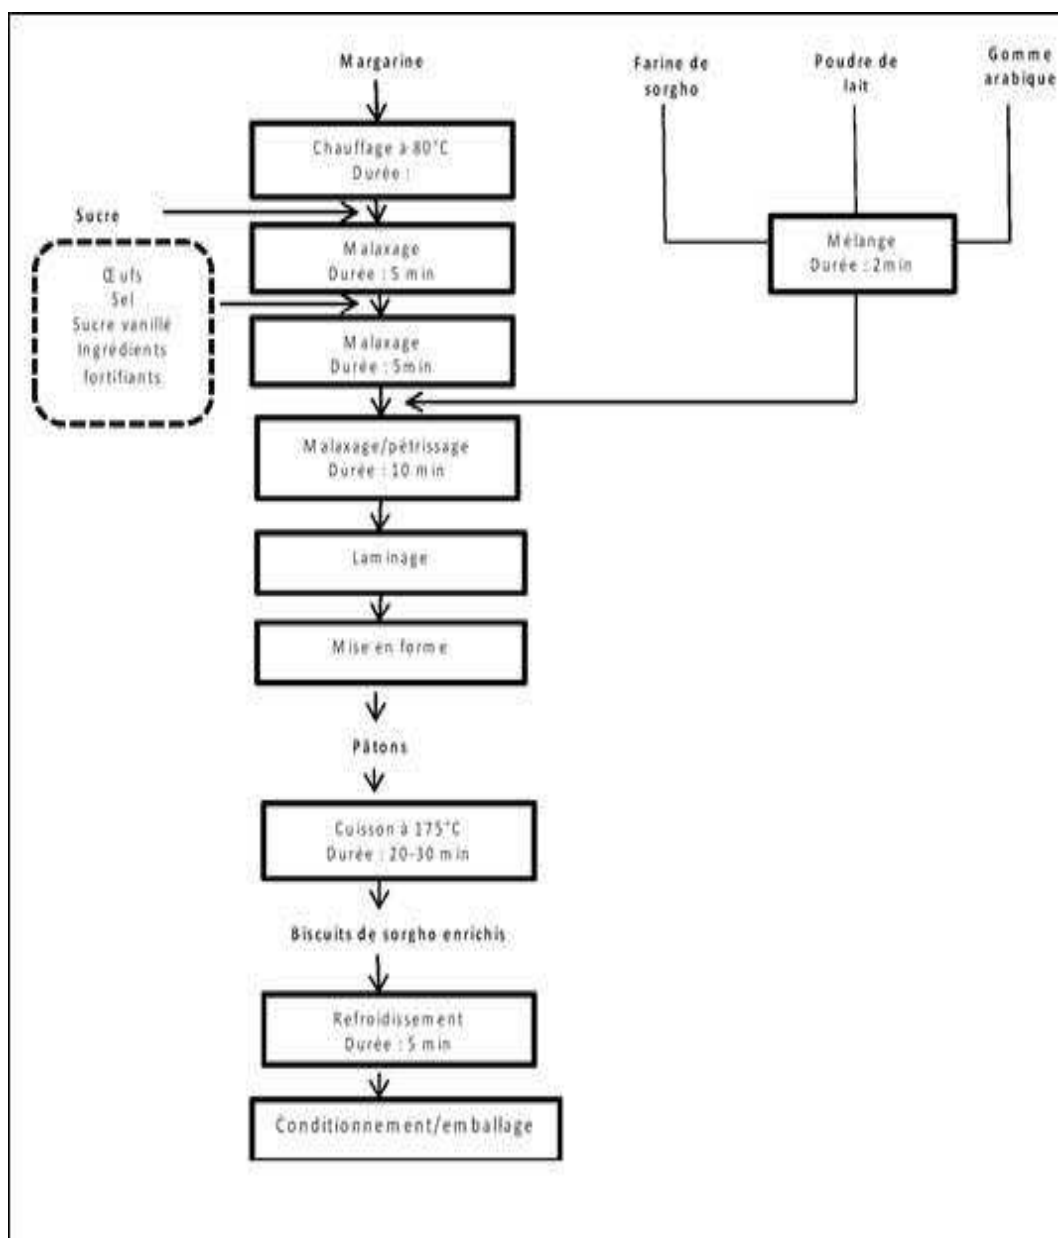 Margarine
Farine de
sorgho
Poudre de
lait
Gomme
arabique
Chauffage à 80°C
Durée :
Sucre
Malaxage
Durée : 5 min
Mélange
Durée : 2min
Œufs
Sel
Sucre vanillé
Ingrédients
fortifiants
Malaxage
Durée : 5min
Malaxage/pétrissage
Durée : 10 min
Laminage
Mise en forme
Pâtons
Cuisson à 175°C
Durée : 20-30 min
Biscuits de sorgho enrichis
Refroidissement
Durée : 5 min
Conditionnement/emballage